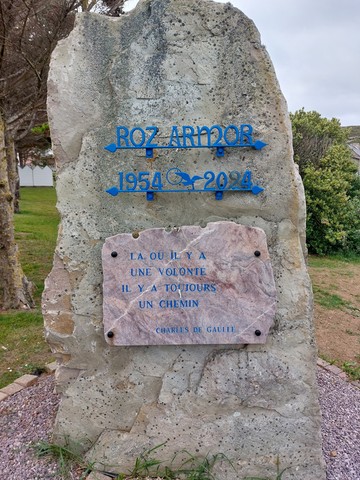 ROZ ARMOR
1954 2024
LA OU IL Y A
UNE VOLONTE
IL Y A TOUJOURS
UN CHEMIN
CHARLES DE GAULLE